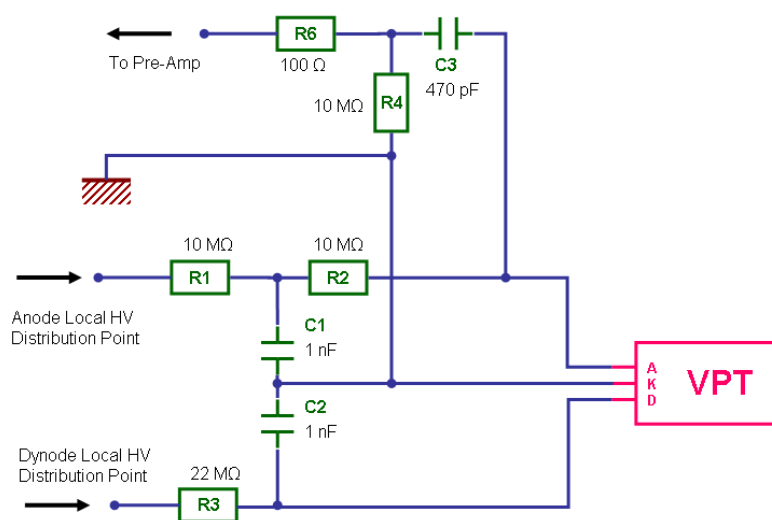 R6
C3
To Pre-Amp
100 Ω
470 pF
10 MΩ
R4
10 MΩ
10 MΩ
R1
R2
Anode Local HV
Distribution Point
C1
1 nF
A
K
D
VPT
C2
1 nF
Dynode Local HV
Distribution Point
22 MΩ
R3